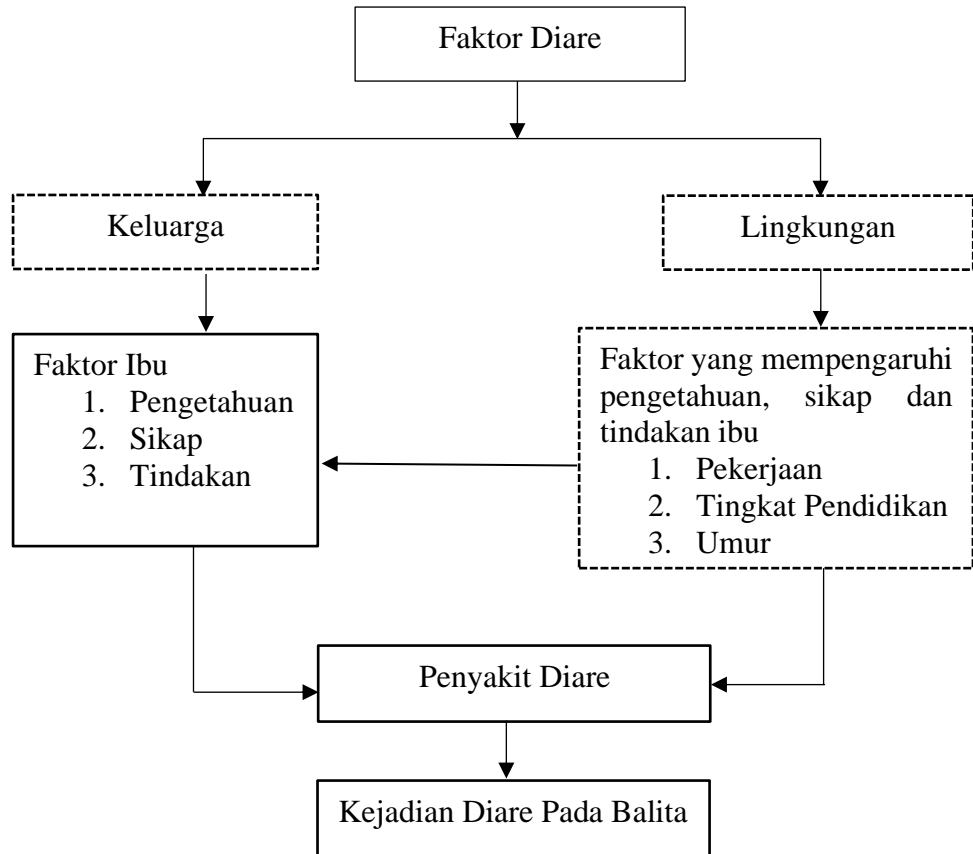 Faktor Diare
Keluarga
Lingkungan
Faktor Ibu
1. Pengetahuan
2. Sikap
3. Tindakan
Faktor yang mempengaruhi
pengetahuan, sikap dan
tindakan ibu
1. Pekerjaan
2. Tingkat Pendidikan
3. Umur
Penyakit Diare
Kejadian Diare Pada Balita